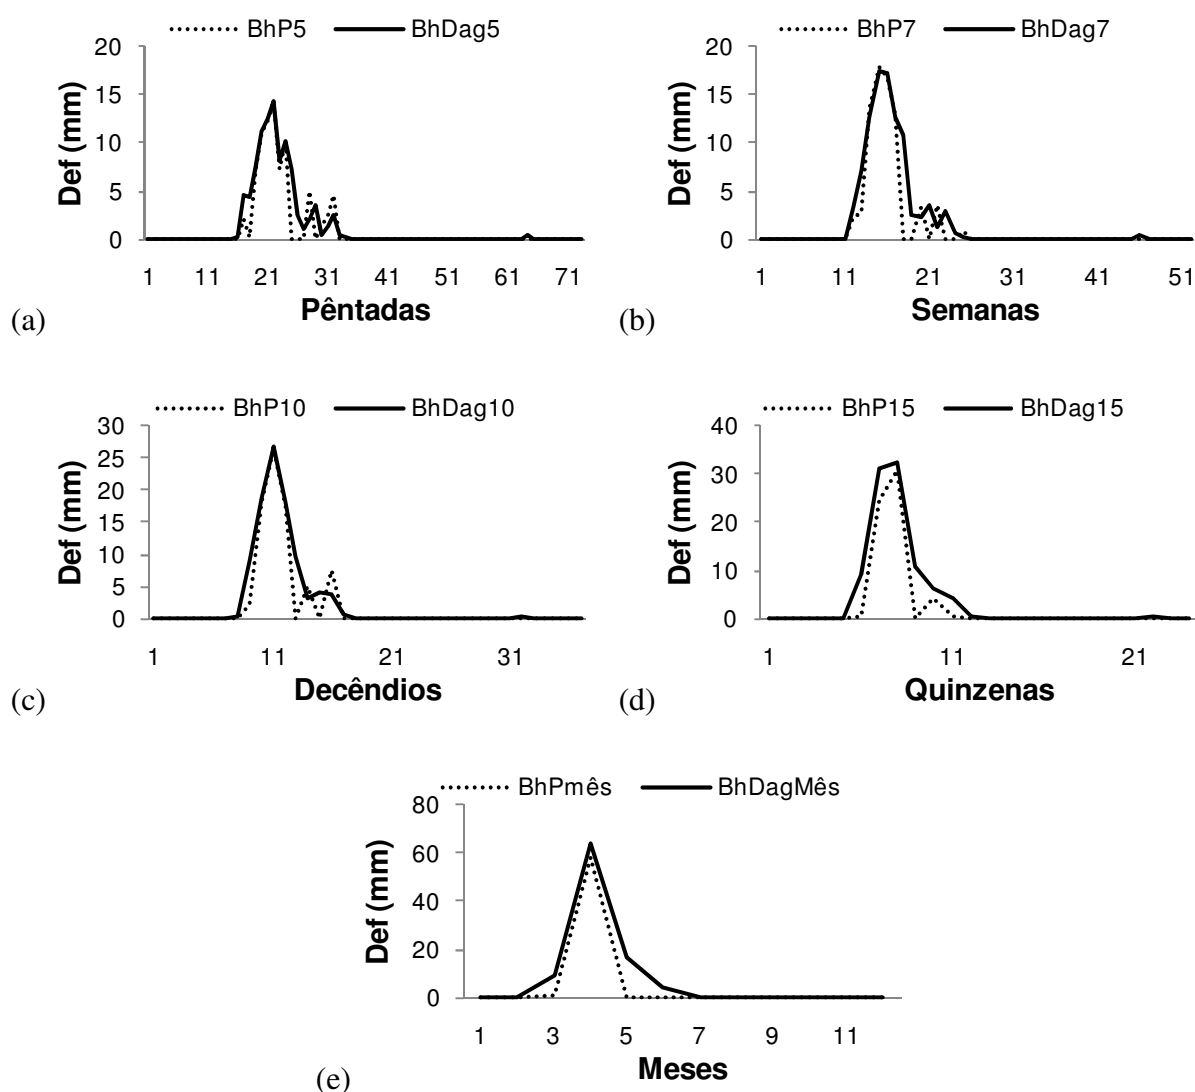 BhP5 BhDag5
20
15
10
5
0
Def (mm)
1 11 21 31 41 51 61 71
Pêntadas
(a)
BhP7 BhDag7
20
15
10
5
0
Def (mm)
1 11 21 31 41 51
Semanas
(b)
BhP10 BhDag10
30
25
20
15
10
5
0
Def (mm)
1 11 21 31
Decêndios
(c)
BhP15 BhDag15
40
30
20
10
0
Def (mm)
1 11 21
Quinzenas
(d)
BhPmês BhDagMês
80
60
40
20
0
Def (mm)
1 3 5 7 9 11
Meses
(e)